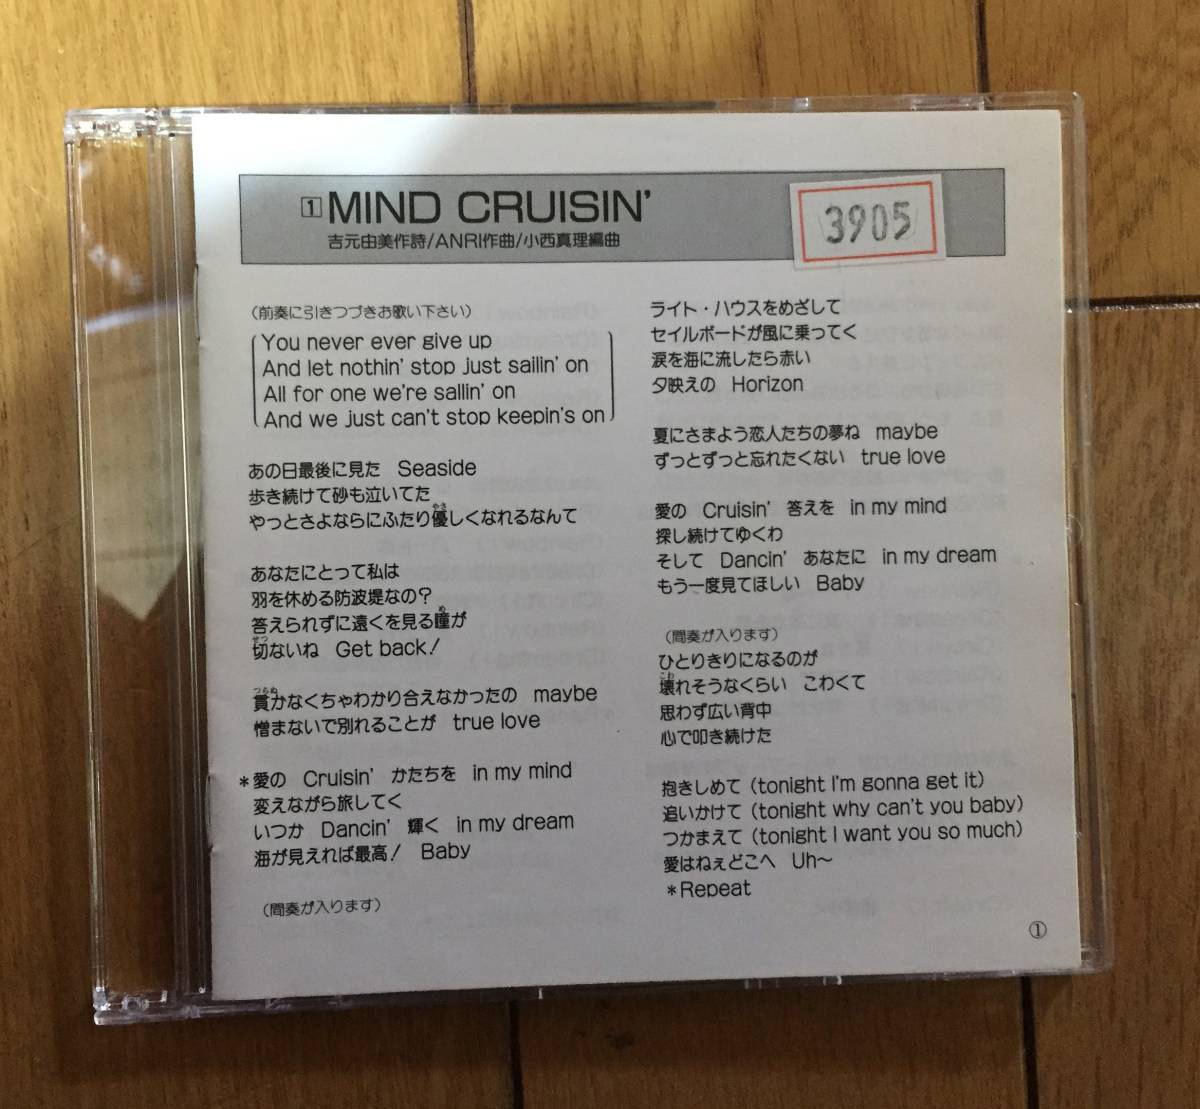 1 MIND CRUISIN'
吉元由美作詩/ANRI作曲/小西真理編曲
3905
(前奏に引きつづきお歌い下さい)
You never ever give up
And let nothin' stop just sailin' on
All for one we're sallin' on
And we just can't stop keepin's on
あの日最後に見た Seaside
歩き続けて砂も泣いてた
やっとさよならにふたり優しくなれるなんて
あなたにとって私は
羽を休める防波堤なの?
答えられずに遠くを見る瞳が
切ないね Get back!
貫かなくちゃわかり合えなかったの maybe
憎まないで別れることが true love
*愛の Cruisin' かたちを in my mind
変えながら旅してく
いつか Dancin' 輝く in my dream
海が見えれば最高! Baby
(間奏が入ります)
ライト・ハウスをめざして
セイルボードが風に乗ってく
涙を海に流したら赤い
夕映えの Horizon
夏にさまよう恋人たちの夢ね maybe
ずっとずっと忘れたくない true love
愛の Cruisin' 答えを in my mind
探し続けてゆくわ
そして Dancin' あなたに in my dream
もう一度見てほしい Baby
(間奏が入ります)
ひとりきりになるのが
壊れそうなくらい こわくて
思わず広い背中
心で叩き続けた
抱きしめて (tonight I'm gonna get it)
追いかけて (tonight why can't you baby)
つかまえて (tonight I want you so much)
愛はねぇどこへ Uh〜
*Repeat
①